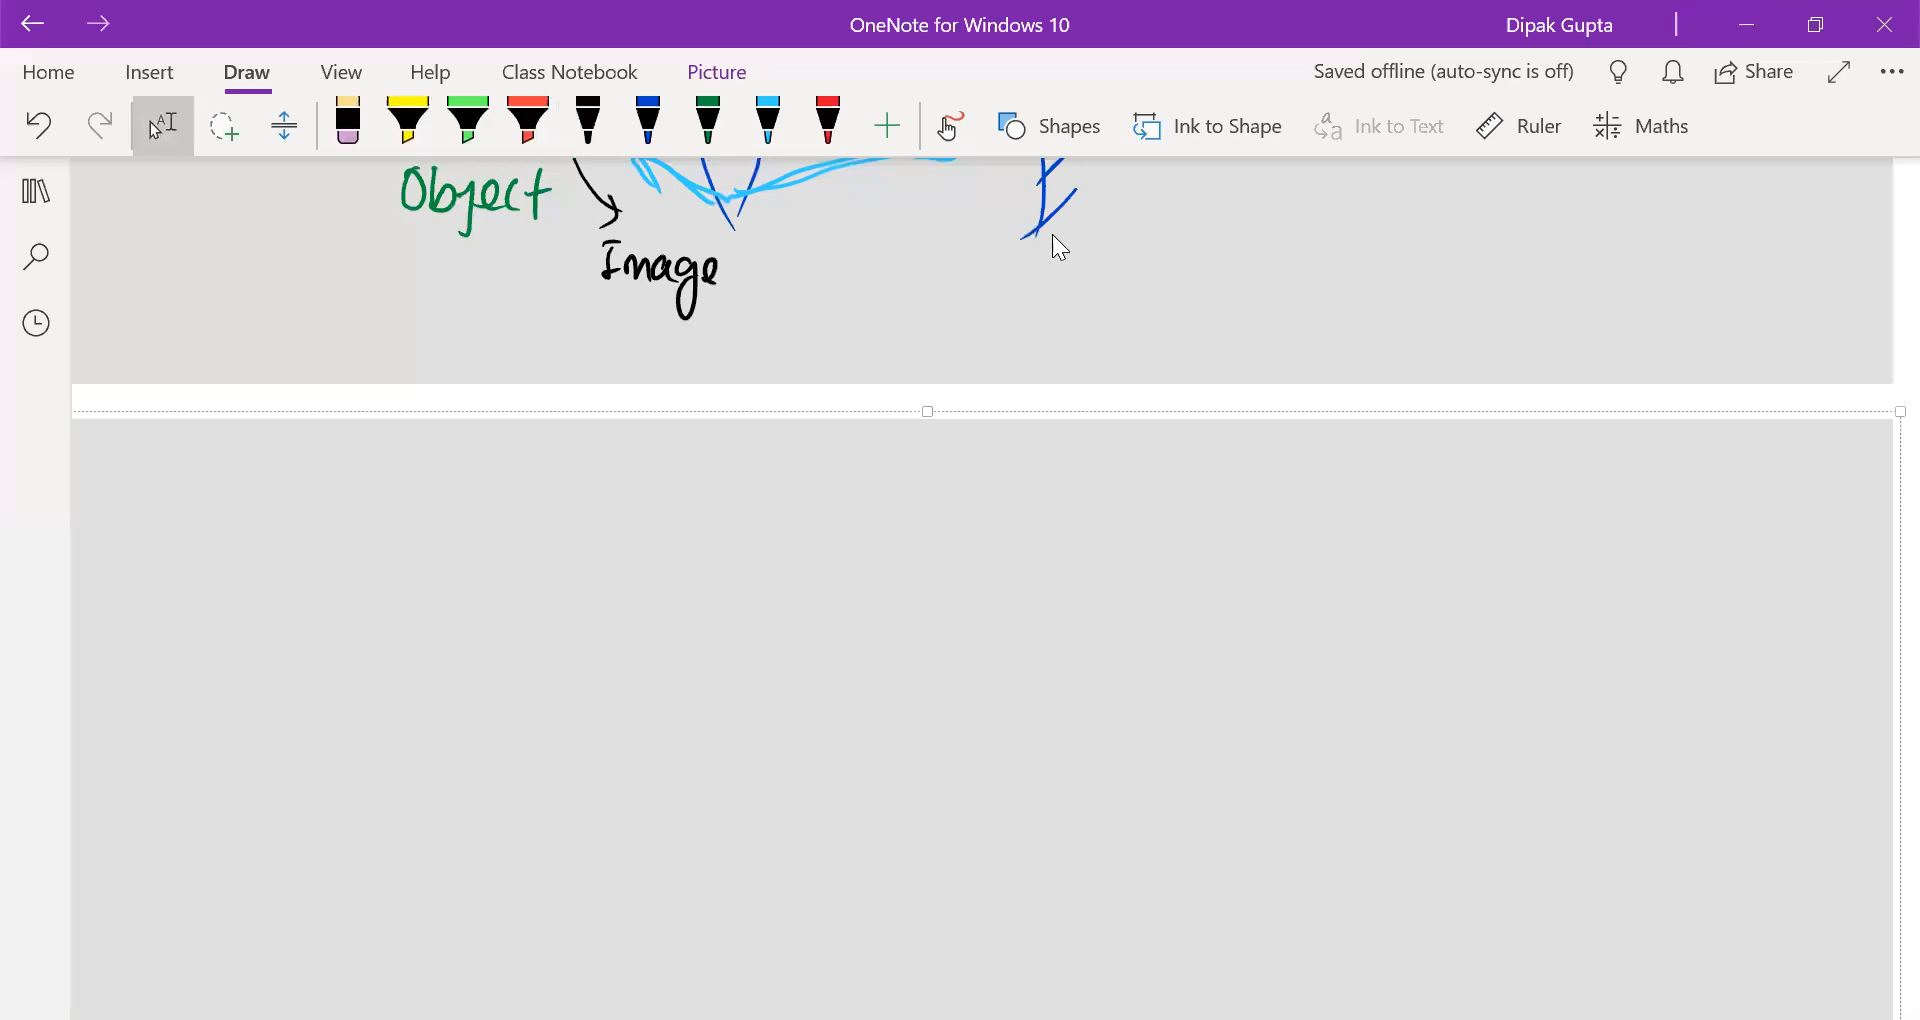 OneNote for Windows 10
Dipak Gupta
Home Insert Draw View Help Class Notebook Picture
Saved offline (auto-sync is off) Share
Shapes Ink to Shape Ink to Text Ruler Maths
Object
Image